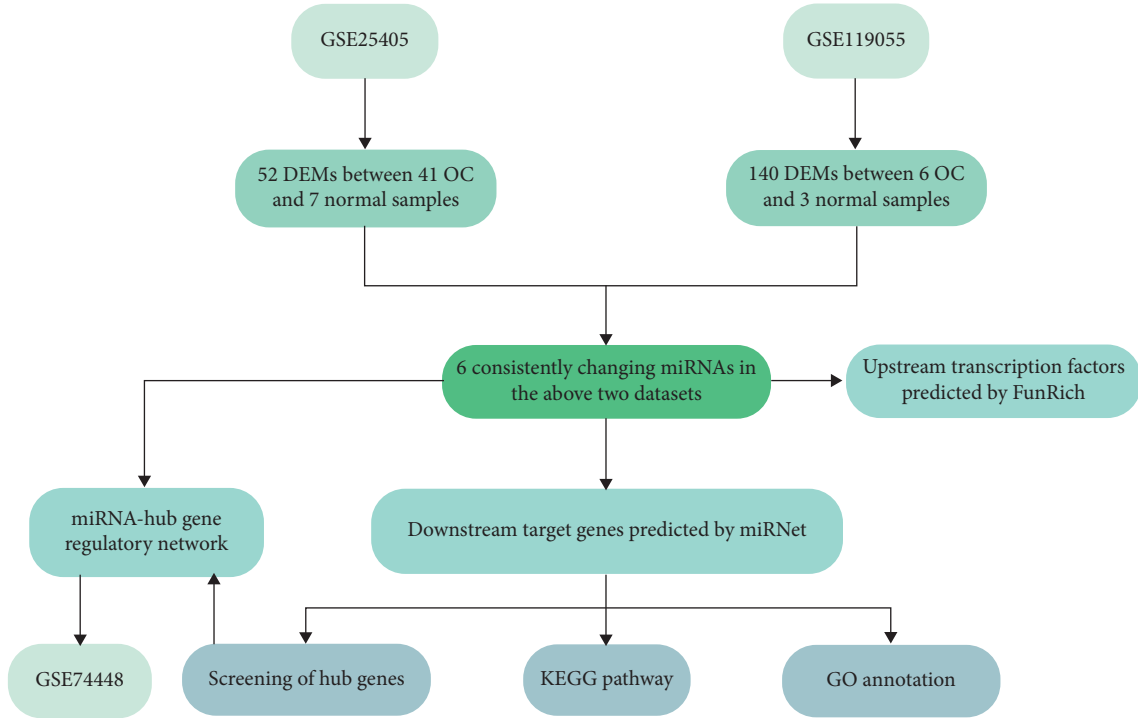 GSE25405
GSE119055
52 DEMs between 41 OC
and 7 normal samples
140 DEMs between 6 OC
and 3 normal samples
6 consistently changing miRNAs in
the above two datasets
Upstream transcription factors
predicted by FunRich
miRNA-hub gene
regulatory network
Downstream target genes predicted by miRNet
GSE74448
Screening of hub genes
KEGG pathway
GO annotation